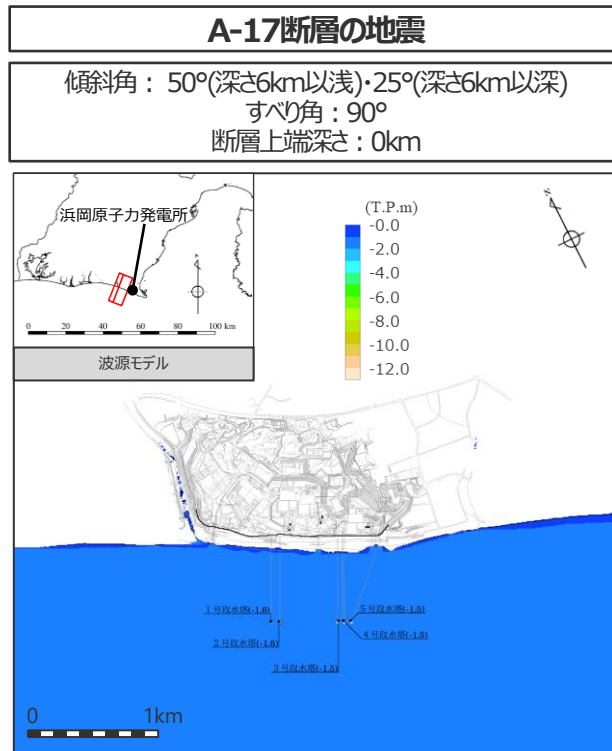 A-17断層の地震
傾斜角： 50°(深さ6km以浅)・25°(深さ6km以深)
すべり角：90°
断層上端深さ：0km
浜岡原子力発電所
N
0 20 40 60 80 100 km
波源モデル
(T.P.m)
-0.0
-2.0
-4.0
-6.0
-8.0
-10.0
-12.0
N
1号取水塔(-1.6)
2号取水塔(-1.6)
3号取水塔(-1.5)
4号取水塔(-1.5)
5号取水塔(-1.5)
0 1km